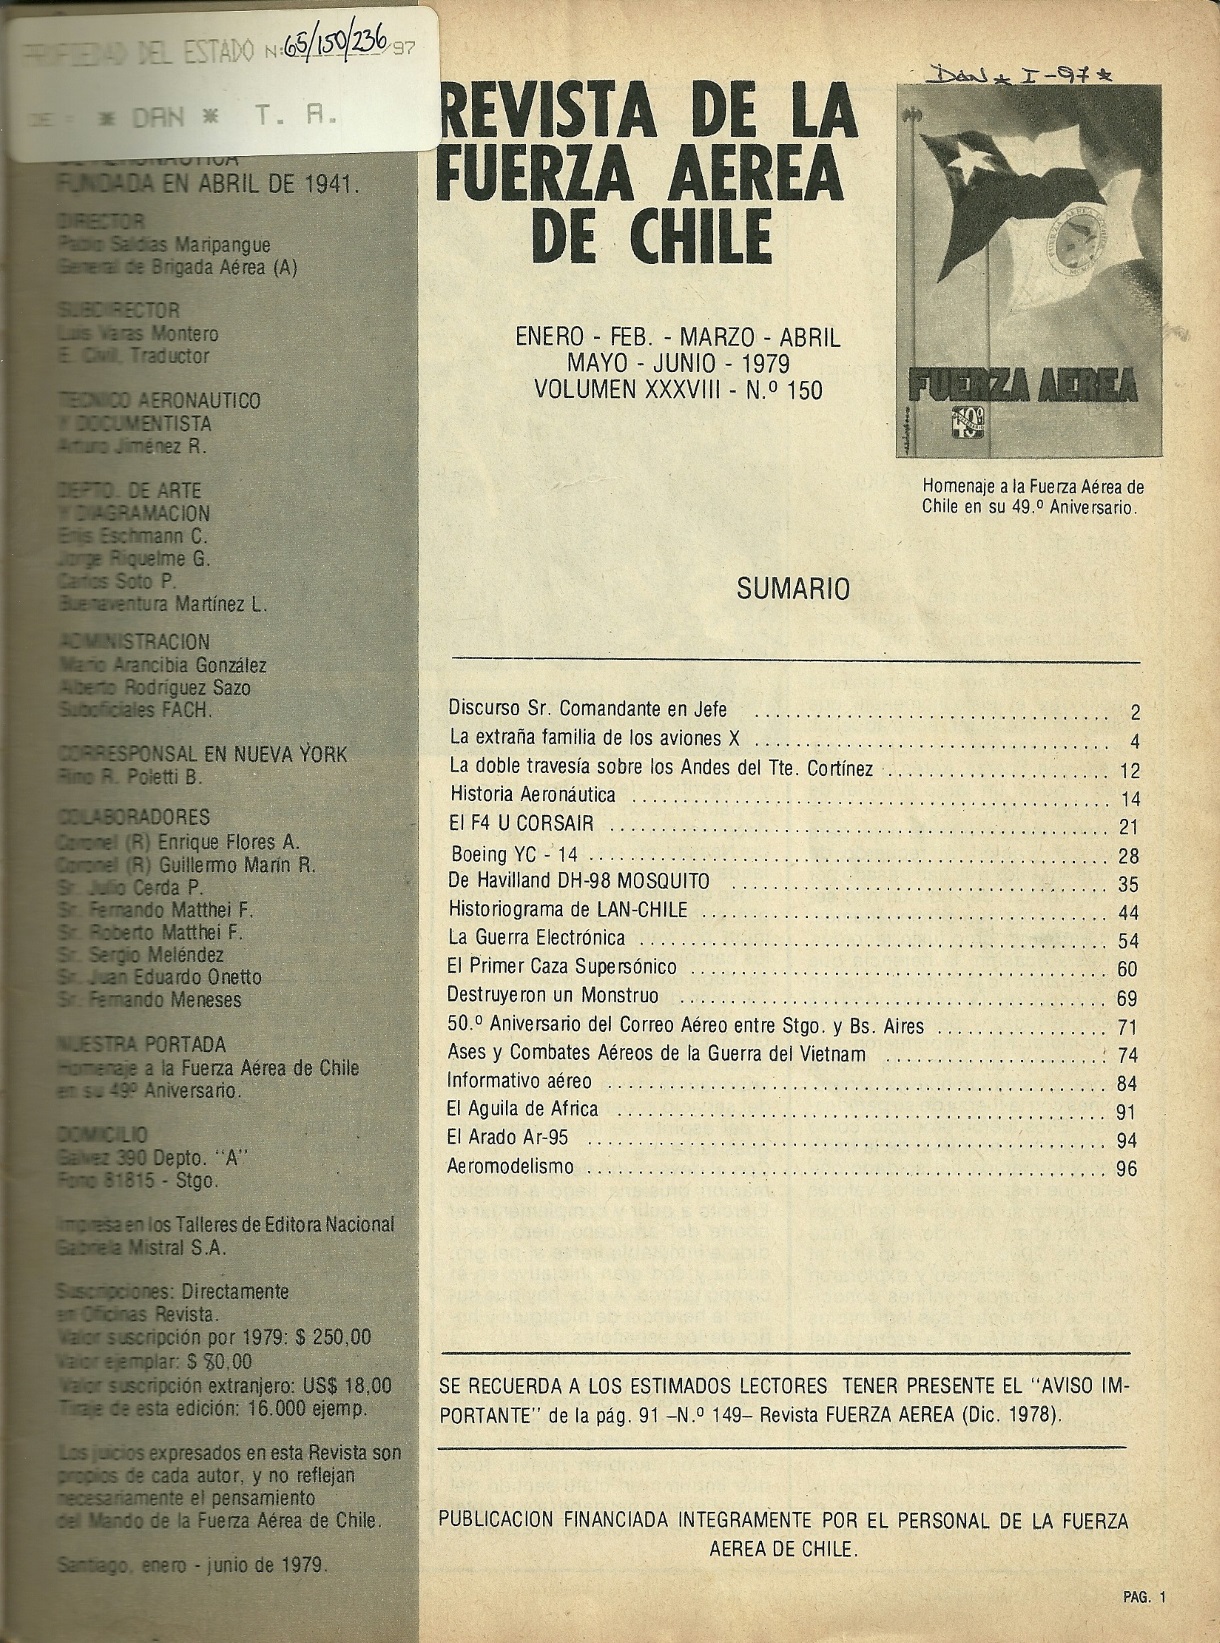 PROPIEDAD DEL ESTADO N: 65/150/236 /97
DE * DAN * T. A.
DE AERONAUTICA
FUNDADA EN ABRIL DE 1941.
DIRECTOR
Pablo Saldías Maripangue
General de Brigada Aérea (A)
SUBDIRECTOR
Luis Varas Montero
E. Civil, Traductor
TECNICO AERONAUTICO
Y DOCUMENTISTA
Arturo Jiménez R.
DEPTO. DE ARTE
Y DIAGRAMACION
Eschmann C.
Jorge Riquelme G.
Carlos Soto P.
Buenaventura Martínez L.
ADMINISTRACION
Mario Arancibia González
Alberto Rodríguez Sazo
Suboficiales FACH.
CORRESPONSAL EN NUEVA YORK
Rino R. Poletti B.
COLABORADORES
Coronel (R) Enrique Flores A.
Coronel (R) Guillermo Marín R.
Sr. Julio Cerda P.
Sr. Fernando Matthei F.
Sr. Roberto Matthei F.
Sr. Sergio Meléndez
Sr. Juan Eduardo Onetto
Sr. Fernando Meneses
NUESTRA PORTADA
Homenaje a la Fuerza Aérea de Chile
en su 49º Aniversario.
DOMICILIO
Galvez 390 Depto. "A"
Fono 81815 - Stgo.
Impresa en los Talleres de Editora Nacional
Gabriela Mistral S.A.
Suscripciones: Directamente
en Oficinas Revista.
Valor suscripción por 1979: $ 250,00
Valor ejemplar: $ 80,00
Valor suscripción extranjero: US$ 18,00
Tiraje de esta edición: 16.000 ejemp.
Los juicios expresados en esta Revista son
propios de cada autor, y no reflejan
necesariamente el pensamiento
del Mando de la Fuerza Aérea de Chile.
Santiago, enero - junio de 1979.
REVISTA DE LA
FUERZA AEREA
DE CHILE
ENERO - FEB. - MARZO - ABRIL
MAYO - JUNIO - 1979
VOLUMEN XXXVIII - N.º 150
DAN * I-97 *
FUERZA AEREA
Homenaje a la Fuerza Aérea de
Chile en su 49.º Aniversario.
SUMARIO
Discurso Sr. Comandante en Jefe ........ 2
La extraña familia de los aviones X ........ 4
La doble travesía sobre los Andes del Tte. Cortínez ........ 12
Historia Aeronáutica ........ 14
El F4 U CORSAIR ........ 21
Boeing YC - 14 ........ 28
De Havilland DH-98 MOSQUITO ........ 35
Historiograma de LAN-CHILE ........ 44
La Guerra Electrónica ........ 54
El Primer Caza Supersónico ........ 60
Destruyeron un Monstruo ........ 69
50.º Aniversario del Correo Aéreo entre Stgo. y Bs. Aires ........ 71
Ases y Combates Aéreos de la Guerra del Vietnam ........ 74
Informativo aéreo ........ 84
El Aguila de Africa ........ 91
El Arado Ar-95 ........ 94
Aeromodelismo ........ 96
SE RECUERDA A LOS ESTIMADOS LECTORES TENER PRESENTE EL "AVISO IM-
PORTANTE" de la pág. 91 –N.º 149– Revista FUERZA AEREA (Dic. 1978).
PUBLICACION FINANCIADA INTEGRAMENTE POR EL PERSONAL DE LA FUERZA
AEREA DE CHILE.
PAG. 1